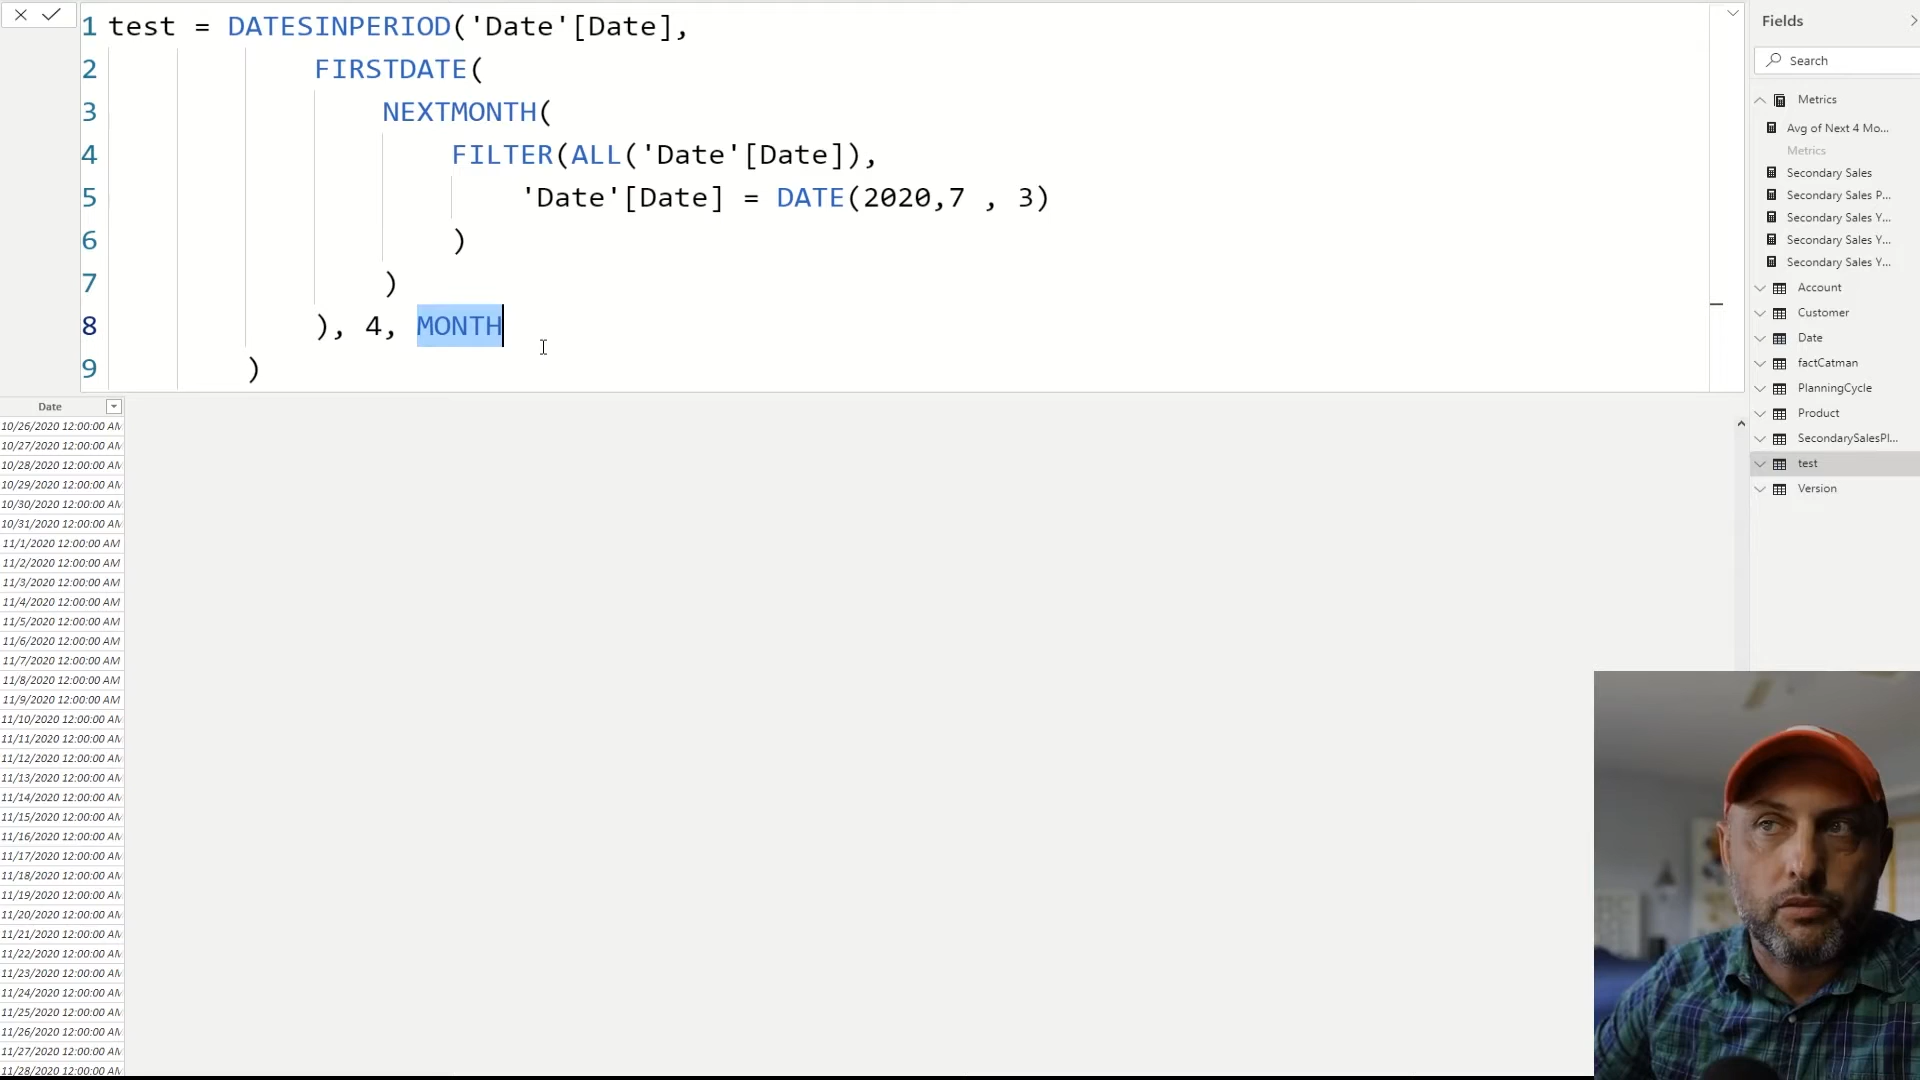 1 test = DATESINPERIOD('Date'[Date],
2 FIRSTDATE(
3 NEXTMONTH(
4 FILTER(ALL('Date'[Date]),
5 'Date'[Date] = DATE(2020,7 , 3)
6 )
7 )
8 ), 4, MONTH
9 )
Date
10/26/2020 12:00:00 AM
10/27/2020 12:00:00 AM
10/28/2020 12:00:00 AM
10/29/2020 12:00:00 AM
10/30/2020 12:00:00 AM
10/31/2020 12:00:00 AM
11/1/2020 12:00:00 AM
11/2/2020 12:00:00 AM
11/3/2020 12:00:00 AM
11/4/2020 12:00:00 AM
11/5/2020 12:00:00 AM
11/6/2020 12:00:00 AM
11/7/2020 12:00:00 AM
11/8/2020 12:00:00 AM
11/9/2020 12:00:00 AM
11/10/2020 12:00:00 AM
11/11/2020 12:00:00 AM
11/12/2020 12:00:00 AM
11/13/2020 12:00:00 AM
11/14/2020 12:00:00 AM
11/15/2020 12:00:00 AM
11/16/2020 12:00:00 AM
11/17/2020 12:00:00 AM
11/18/2020 12:00:00 AM
11/19/2020 12:00:00 AM
11/20/2020 12:00:00 AM
11/21/2020 12:00:00 AM
11/22/2020 12:00:00 AM
11/23/2020 12:00:00 AM
11/24/2020 12:00:00 AM
11/25/2020 12:00:00 AM
11/26/2020 12:00:00 AM
11/27/2020 12:00:00 AM
11/28/2020 12:00:00 AM
Fields
Search
Metrics
Avg of Next 4 Mo...
Metrics
Secondary Sales
Secondary Sales P...
Secondary Sales Y...
Secondary Sales Y...
Secondary Sales Y...
Account
Customer
Date
factCatman
PlanningCycle
Product
SecondarySalesPl...
test
Version